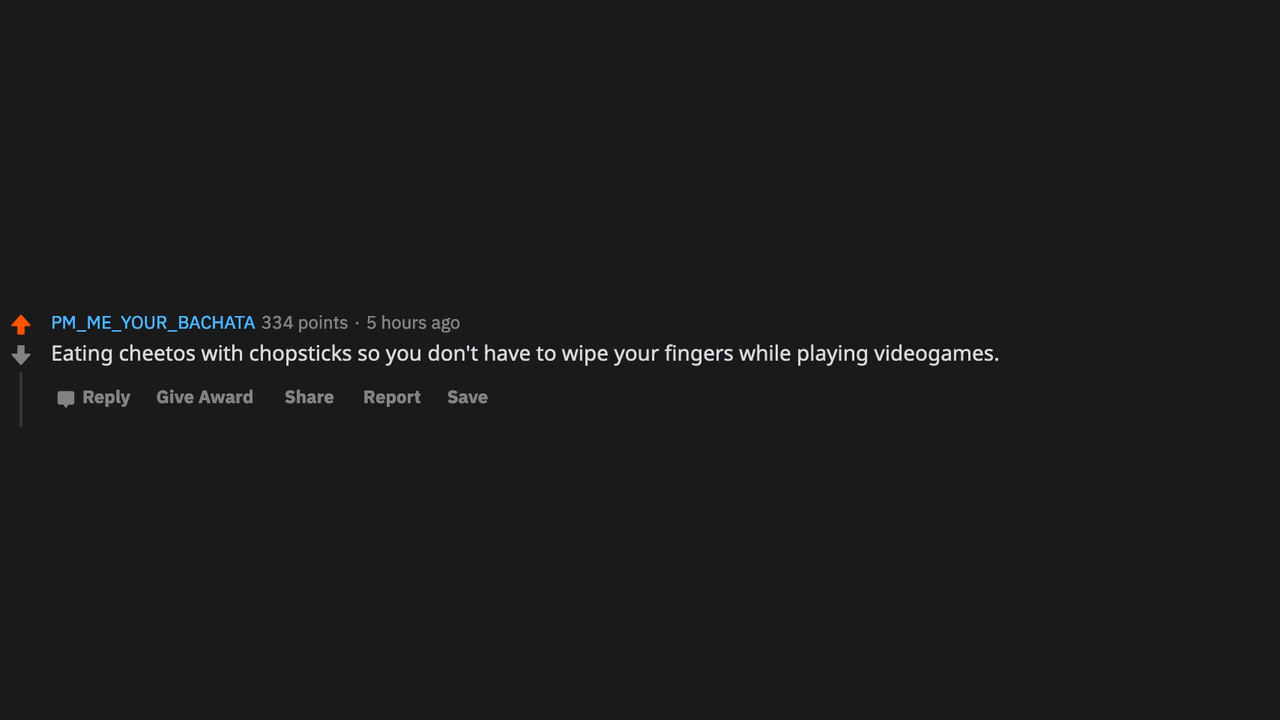 PM_ME_YOUR_BACHATA 334 points · 5 hours ago
Eating cheetos with chopsticks so you don't have to wipe your fingers while playing videogames.
Reply Give Award Share Report Save